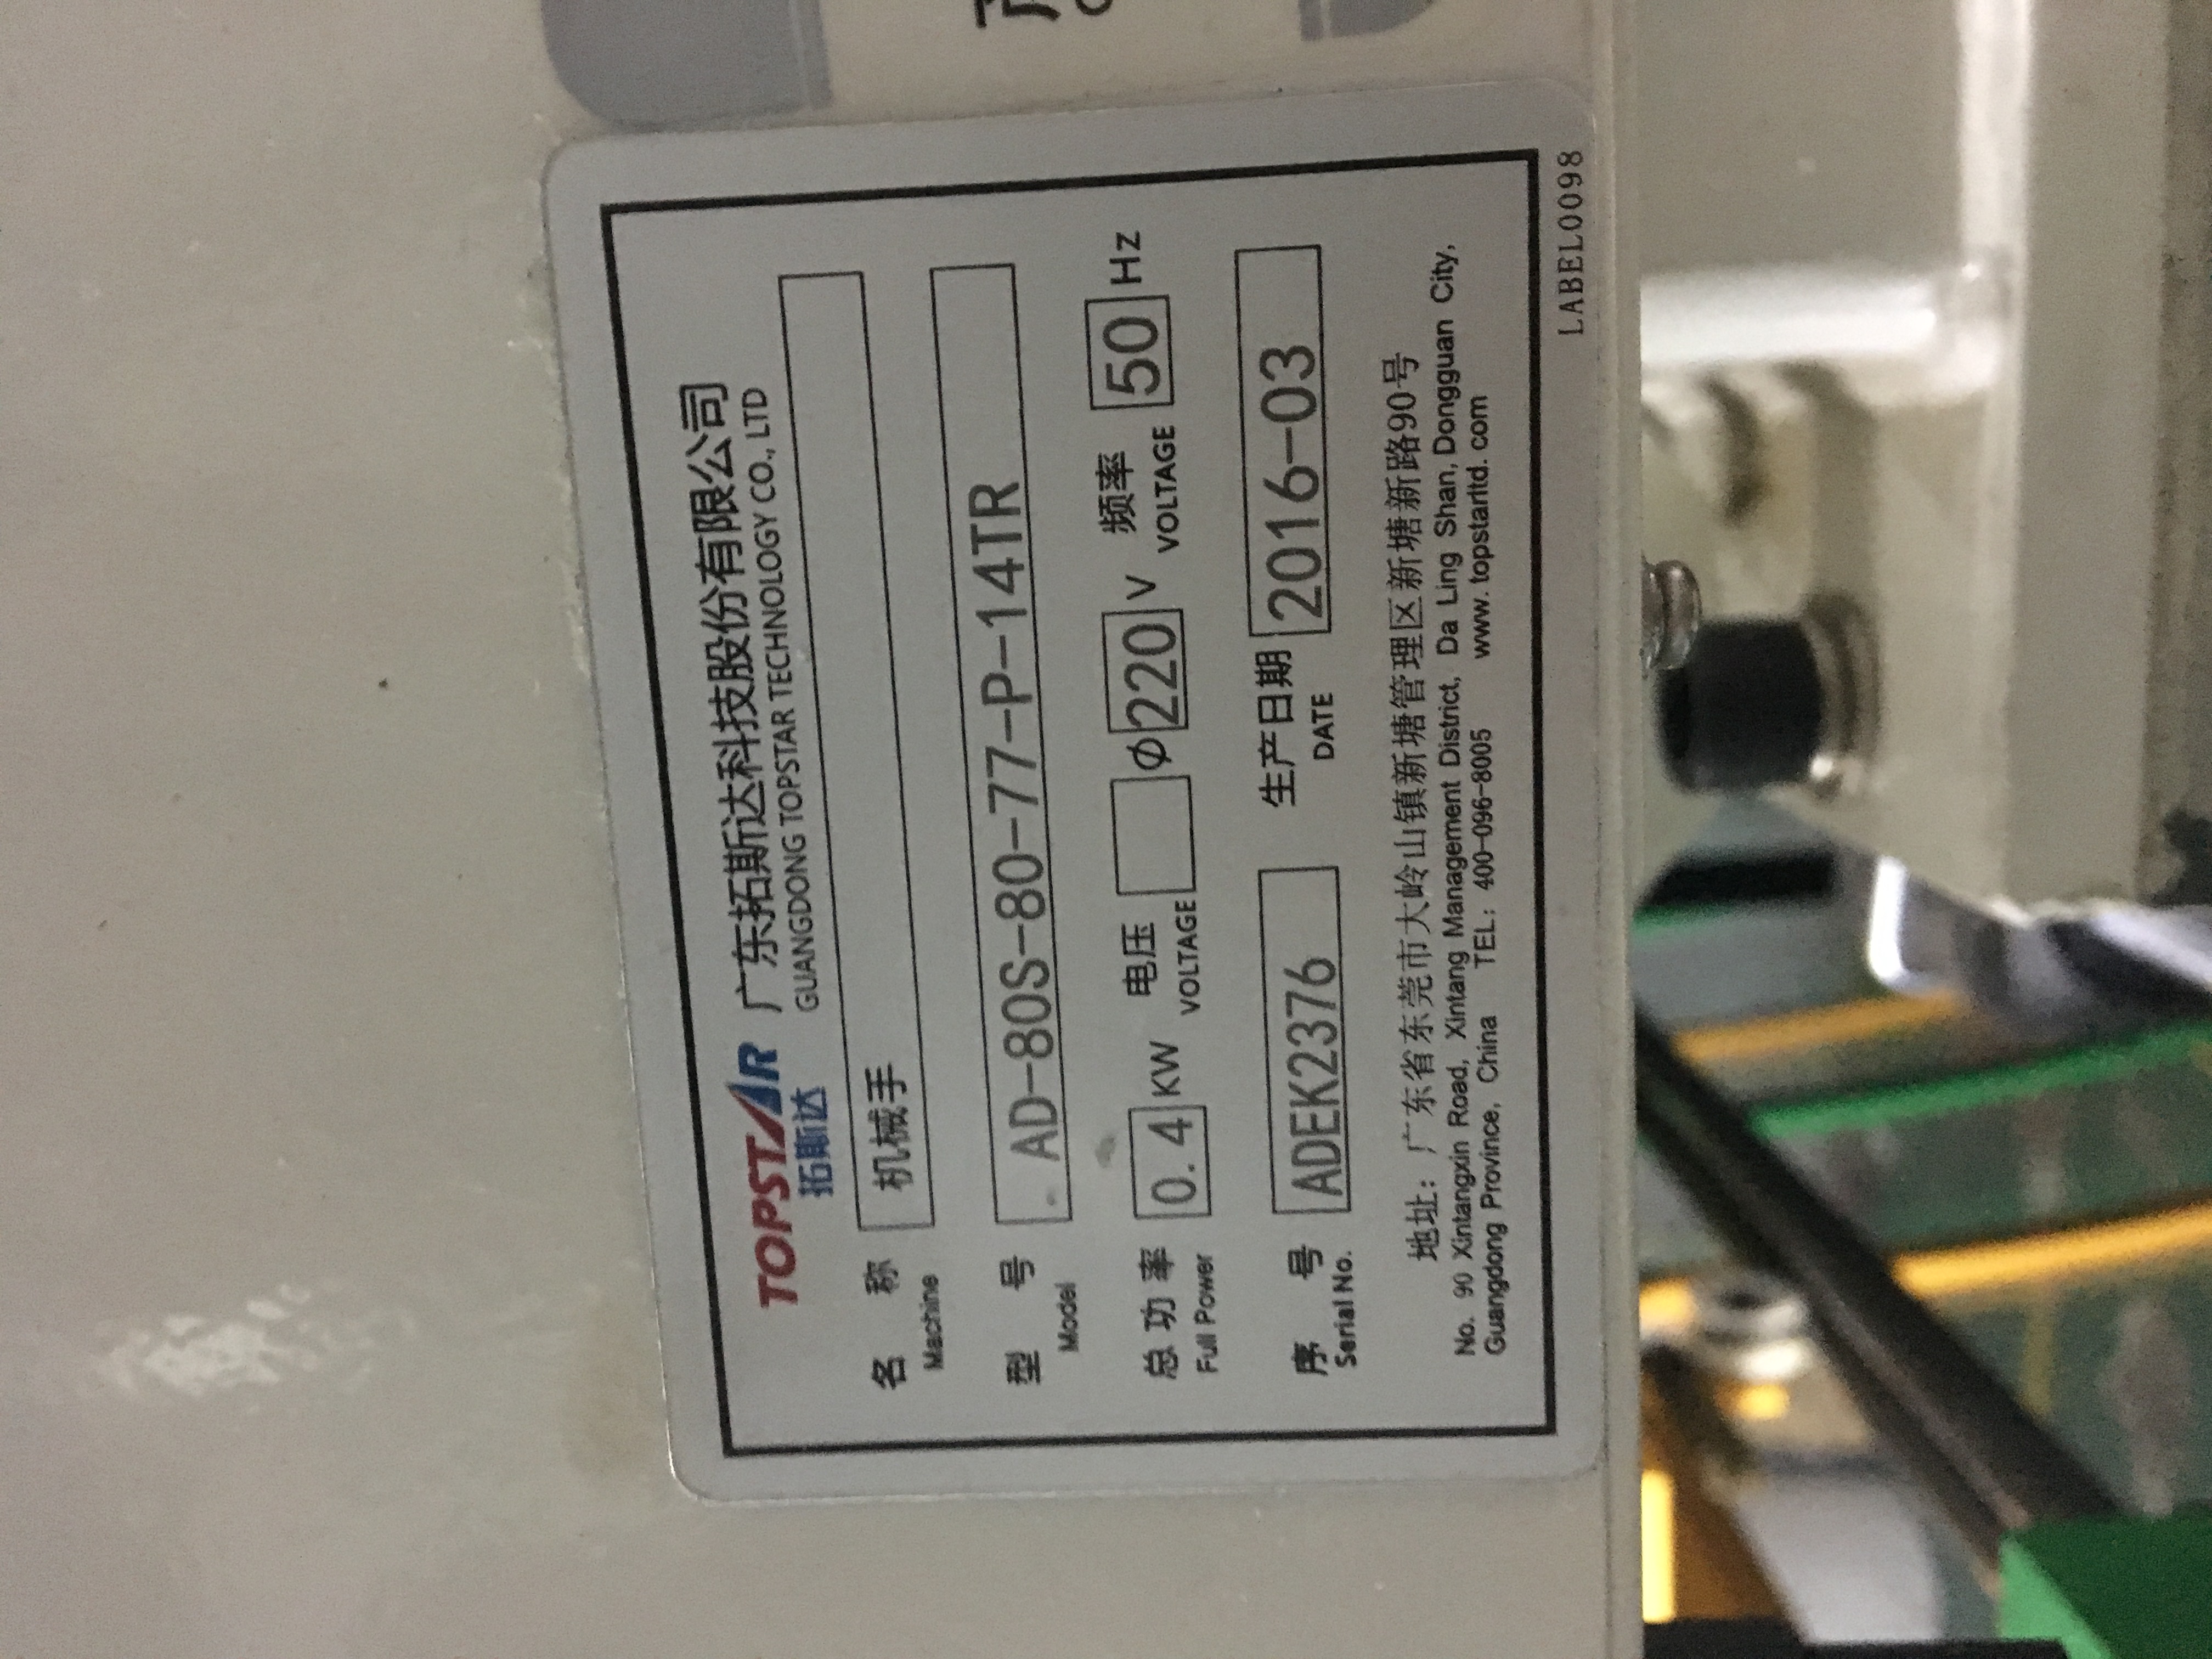 TOPSTAR 广东拓斯达科技股份有限公司
拓斯达 GUANGDONG TOPSTAR TECHNOLOGY CO., LTD
名 称 机械手
Machine
型 号 AD-80S-80-77-P-14TR
Model
总功率 0.4 KW 电压 Φ 220 V 频率 50 Hz
Full Power VOLTAGE VOLTAGE
序 号 ADEK2376 生产日期 2016-03
Serial No. DATE
地址：广东省东莞市大岭山镇新塘管理区新塘新路90号
No. 90 Xintangxin Road, Xintang Management District, Da Ling Shan, Dongguan City,
Guangdong Province, China TEL: 400-096-8005 www.topstarltd.com
LABEL0098